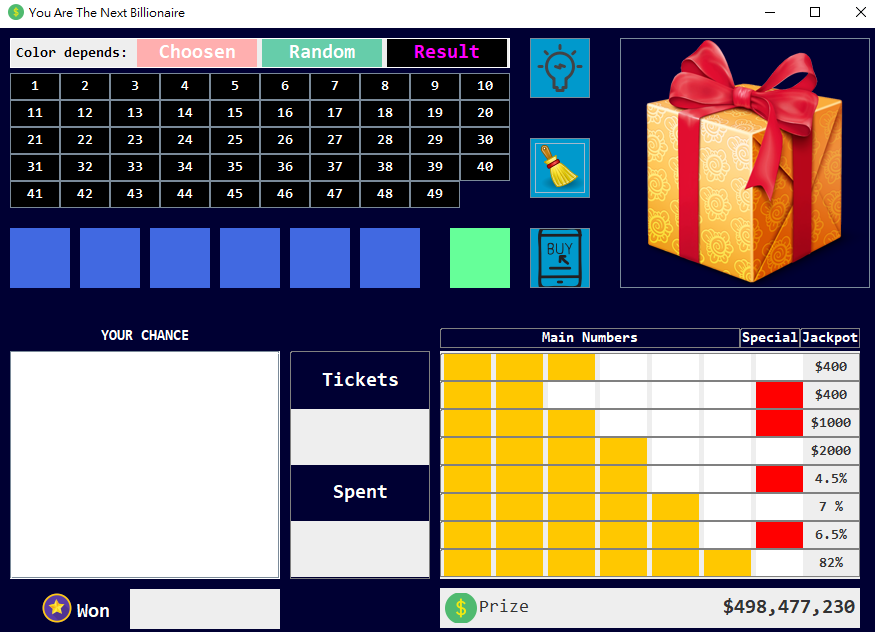 You Are The Next Billionaire
Color depends: Choosen Random Result
1 2 3 4 5 6 7 8 9 10
11 12 13 14 15 16 17 18 19 20
21 22 23 24 25 26 27 28 29 30
31 32 33 34 35 36 37 38 39 40
41 42 43 44 45 46 47 48 49
BUY
YOUR CHANCE
Tickets
Spent
Main Numbers Special Jackpot
$400
$400
$1000
$2000
4.5%
7 %
6.5%
82%
Won
$ Prize $498,477,230